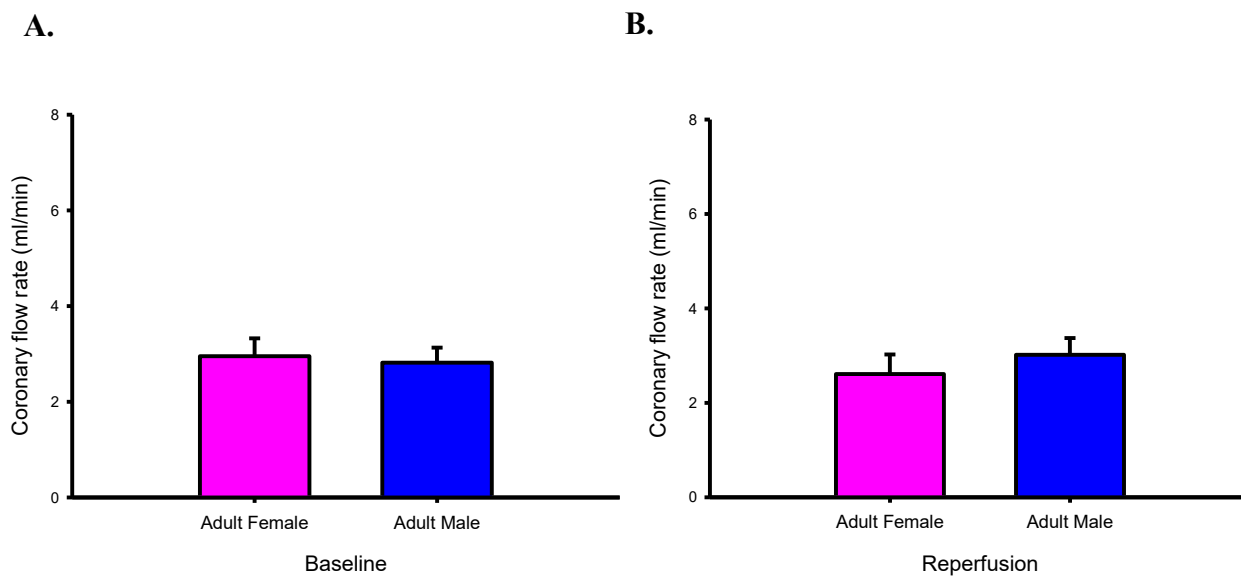 A.
8
6
4
2
0
Coronary flow rate (ml/min)
Adult Female
Adult Male
Baseline
B.
8
6
4
2
0
Coronary flow rate (ml/min)
Adult Female
Adult Male
Reperfusion